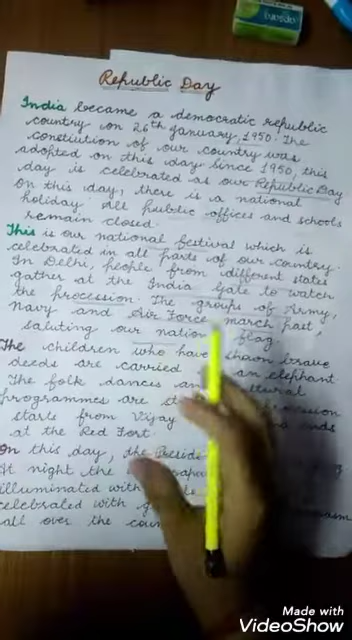 Republic Day
India became a democratic republic
country on 26th January, 1950. The
constiution of our country was
adopted on this day. Since 1950, this
day is celebrated as our Republic Day
On this day, there is a national
holiday. All public offices and schools
remain closed.
This is our national festival which is
celebrated in all parts of our country.
In Delhi, people from different states
gather at the India Gate to watch
the procession. The groups of Army,
Navy and Air Force march past,
saluting our national flag.
The children who have shown brave
deeds are carried an elephant
The folk dances
programmes are
starts from Vijay ends
at the Red Fort.
On this day, the
At night the
illuminated with
celebrated with
all over the
Made with
VideoShow